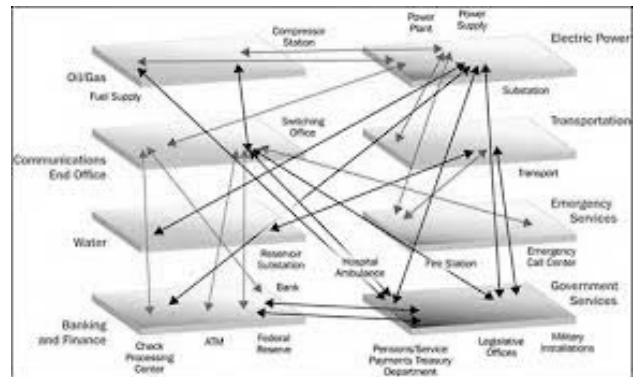 Compressor
Station
Power
Plant
Power
Supply
Electric Power
Oil/Gas
Fuel Supply
Substation
Switching
Office
Transportation
Communications
End Office
Transport
Emergency
Services
Water
Reservoir
Substation
Hospital
Ambulance
Fire Station
Emergency
Call Center
Bank
Government
Services
Banking
and Finance
Check
Processing
Center
ATM
Federal
Reserve
Pensions/Service
Payments Treasury
Department
Legislative
Offices
Military
Installations